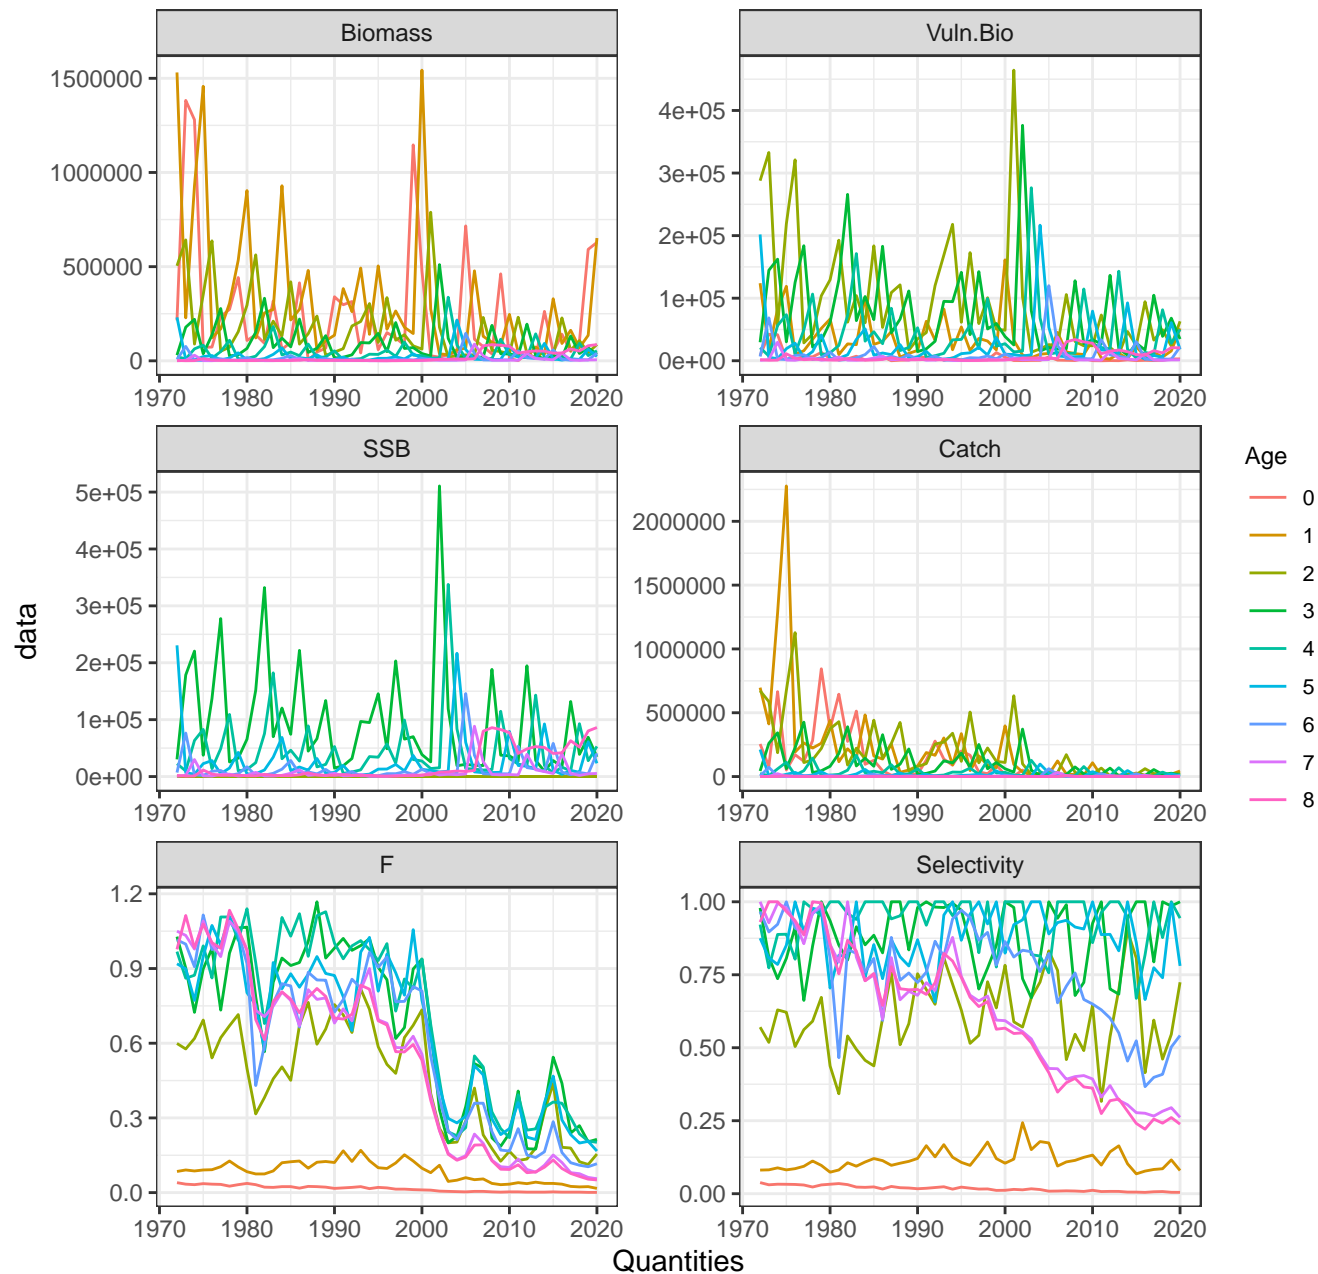 Biomass
Vuln.Bio
1500000
1000000
500000
0
4e+05
3e+05
2e+05
1e+05
0e+00
1970 1980 1990 2000 2010 2020
1970 1980 1990 2000 2010 2020
SSB
Catch
5e+05
4e+05
3e+05
2e+05
1e+05
0e+00
2000000
1500000
1000000
500000
0
1970 1980 1990 2000 2010 2020
1970 1980 1990 2000 2010 2020
F
Selectivity
1.2
0.9
0.6
0.3
0.0
1.00
0.75
0.50
0.25
0.00
1970 1980 1990 2000 2010 2020
1970 1980 1990 2000 2010 2020
data
Quantities
Age
0
1
2
3
4
5
6
7
8